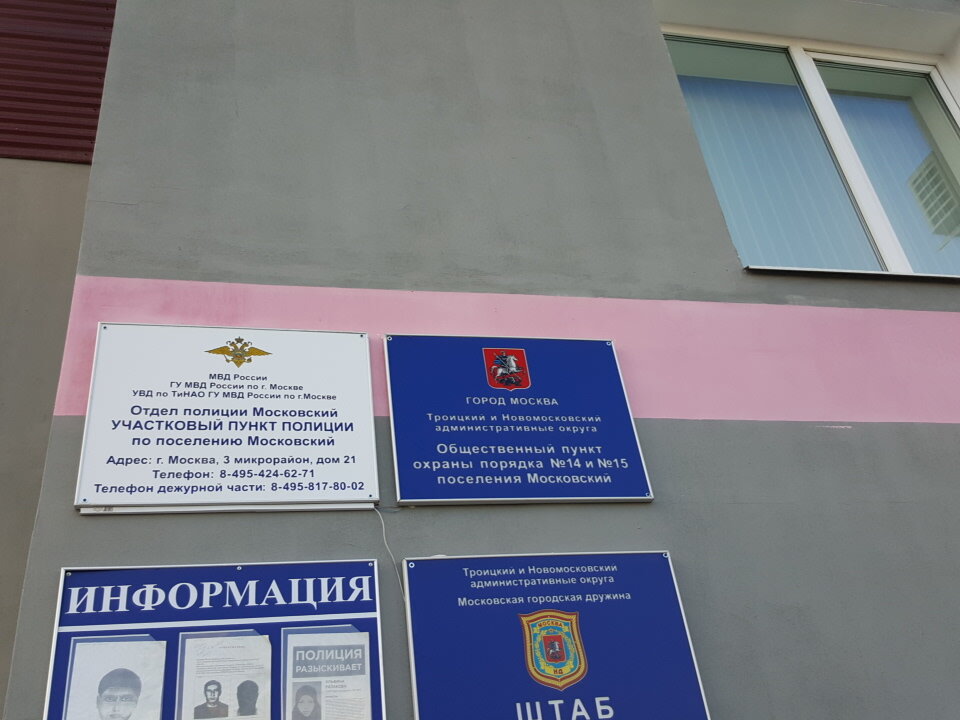 МВД России
ГУ МВД России по г. Москве
УВД по ТиНАО ГУ МВД России по г.Москве
Отдел полиции Московский
УЧАСТКОВЫЙ ПУНКТ ПОЛИЦИИ
по поселению Московский
Адрес: г. Москва, 3 микрорайон, дом 21
Телефон: 8-495-424-62-71
Телефон дежурной части: 8-495-817-80-02
ГОРОД МОСКВА
Троицкий и Новомосковский
административные округа
Общественный пункт
охраны порядка №14 и №15
поселения Московский
ИНФОРМАЦИЯ
ПОЛИЦИЯ
РАЗЫСКИВАЕТ
Троицкий и Новомосковский
административные округа
Московская городская дружина
МОСКВА
НД
ШТАБ